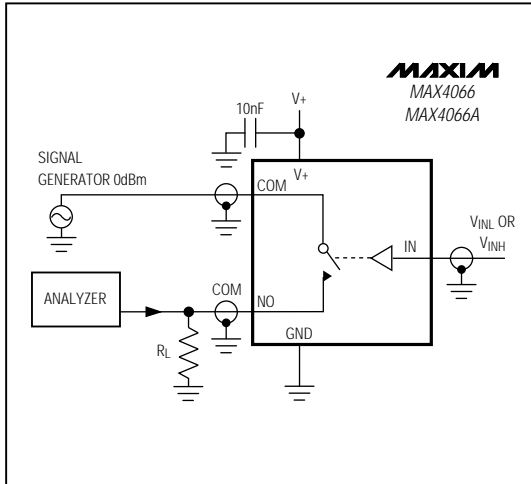 MAXIM
MAX4066
MAX4066A
10nF
V+
V+
SIGNAL
GENERATOR 0dBm
COM
IN
VINL OR
VINH
ANALYZER
COM
NO
GND
RL